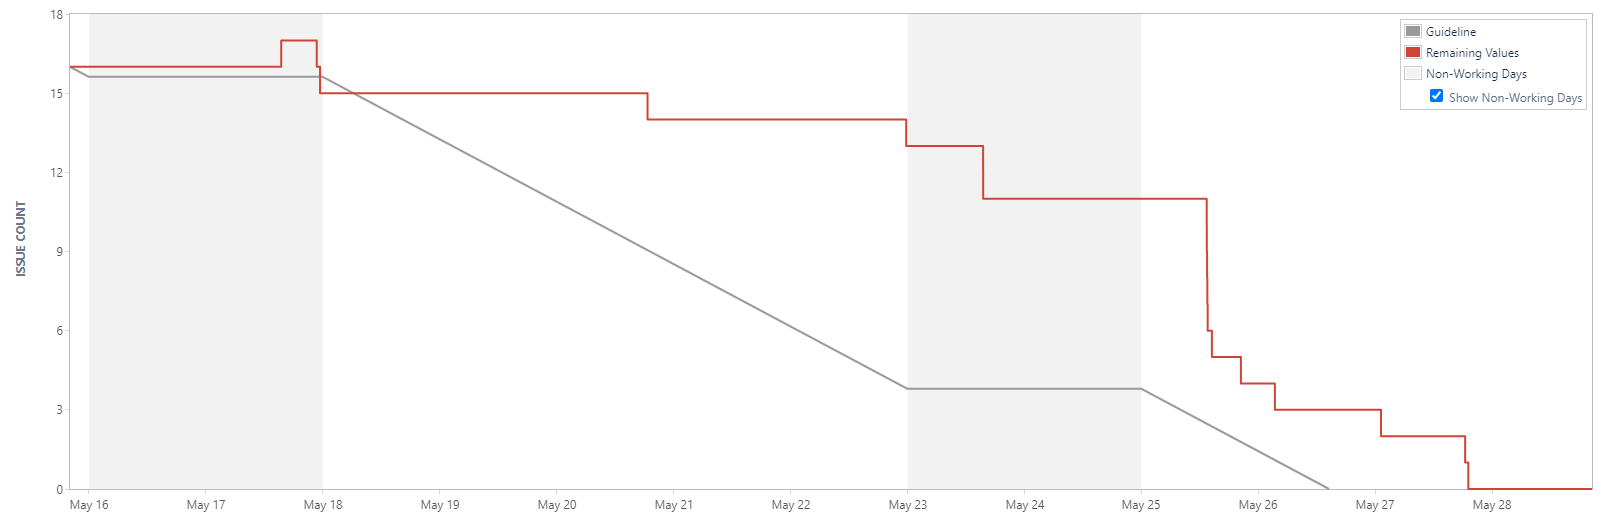 18
15
12
9
6
3
0
ISSUE COUNT
Guideline
Remaining Values
Non-Working Days
Show Non-Working Days
May 16 May 17 May 18 May 19 May 20 May 21 May 22 May 23 May 24 May 25 May 26 May 27 May 28